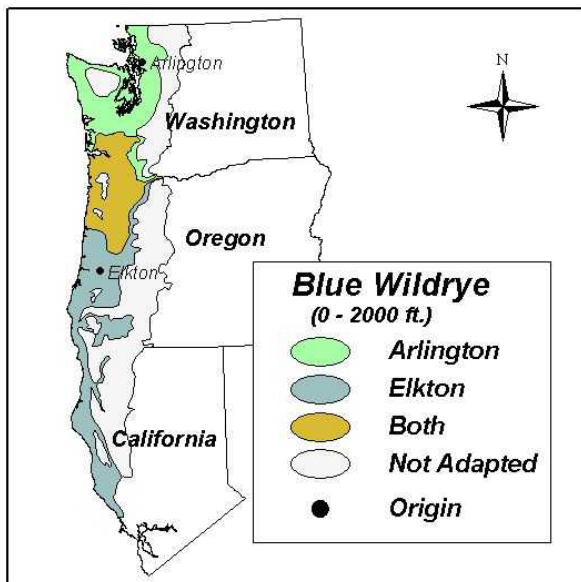 N
Arlington
Washington
Oregon
Elkton
California
Blue Wildrye
(0 - 2000 ft.)
Arlington
Elkton
Both
Not Adapted
Origin